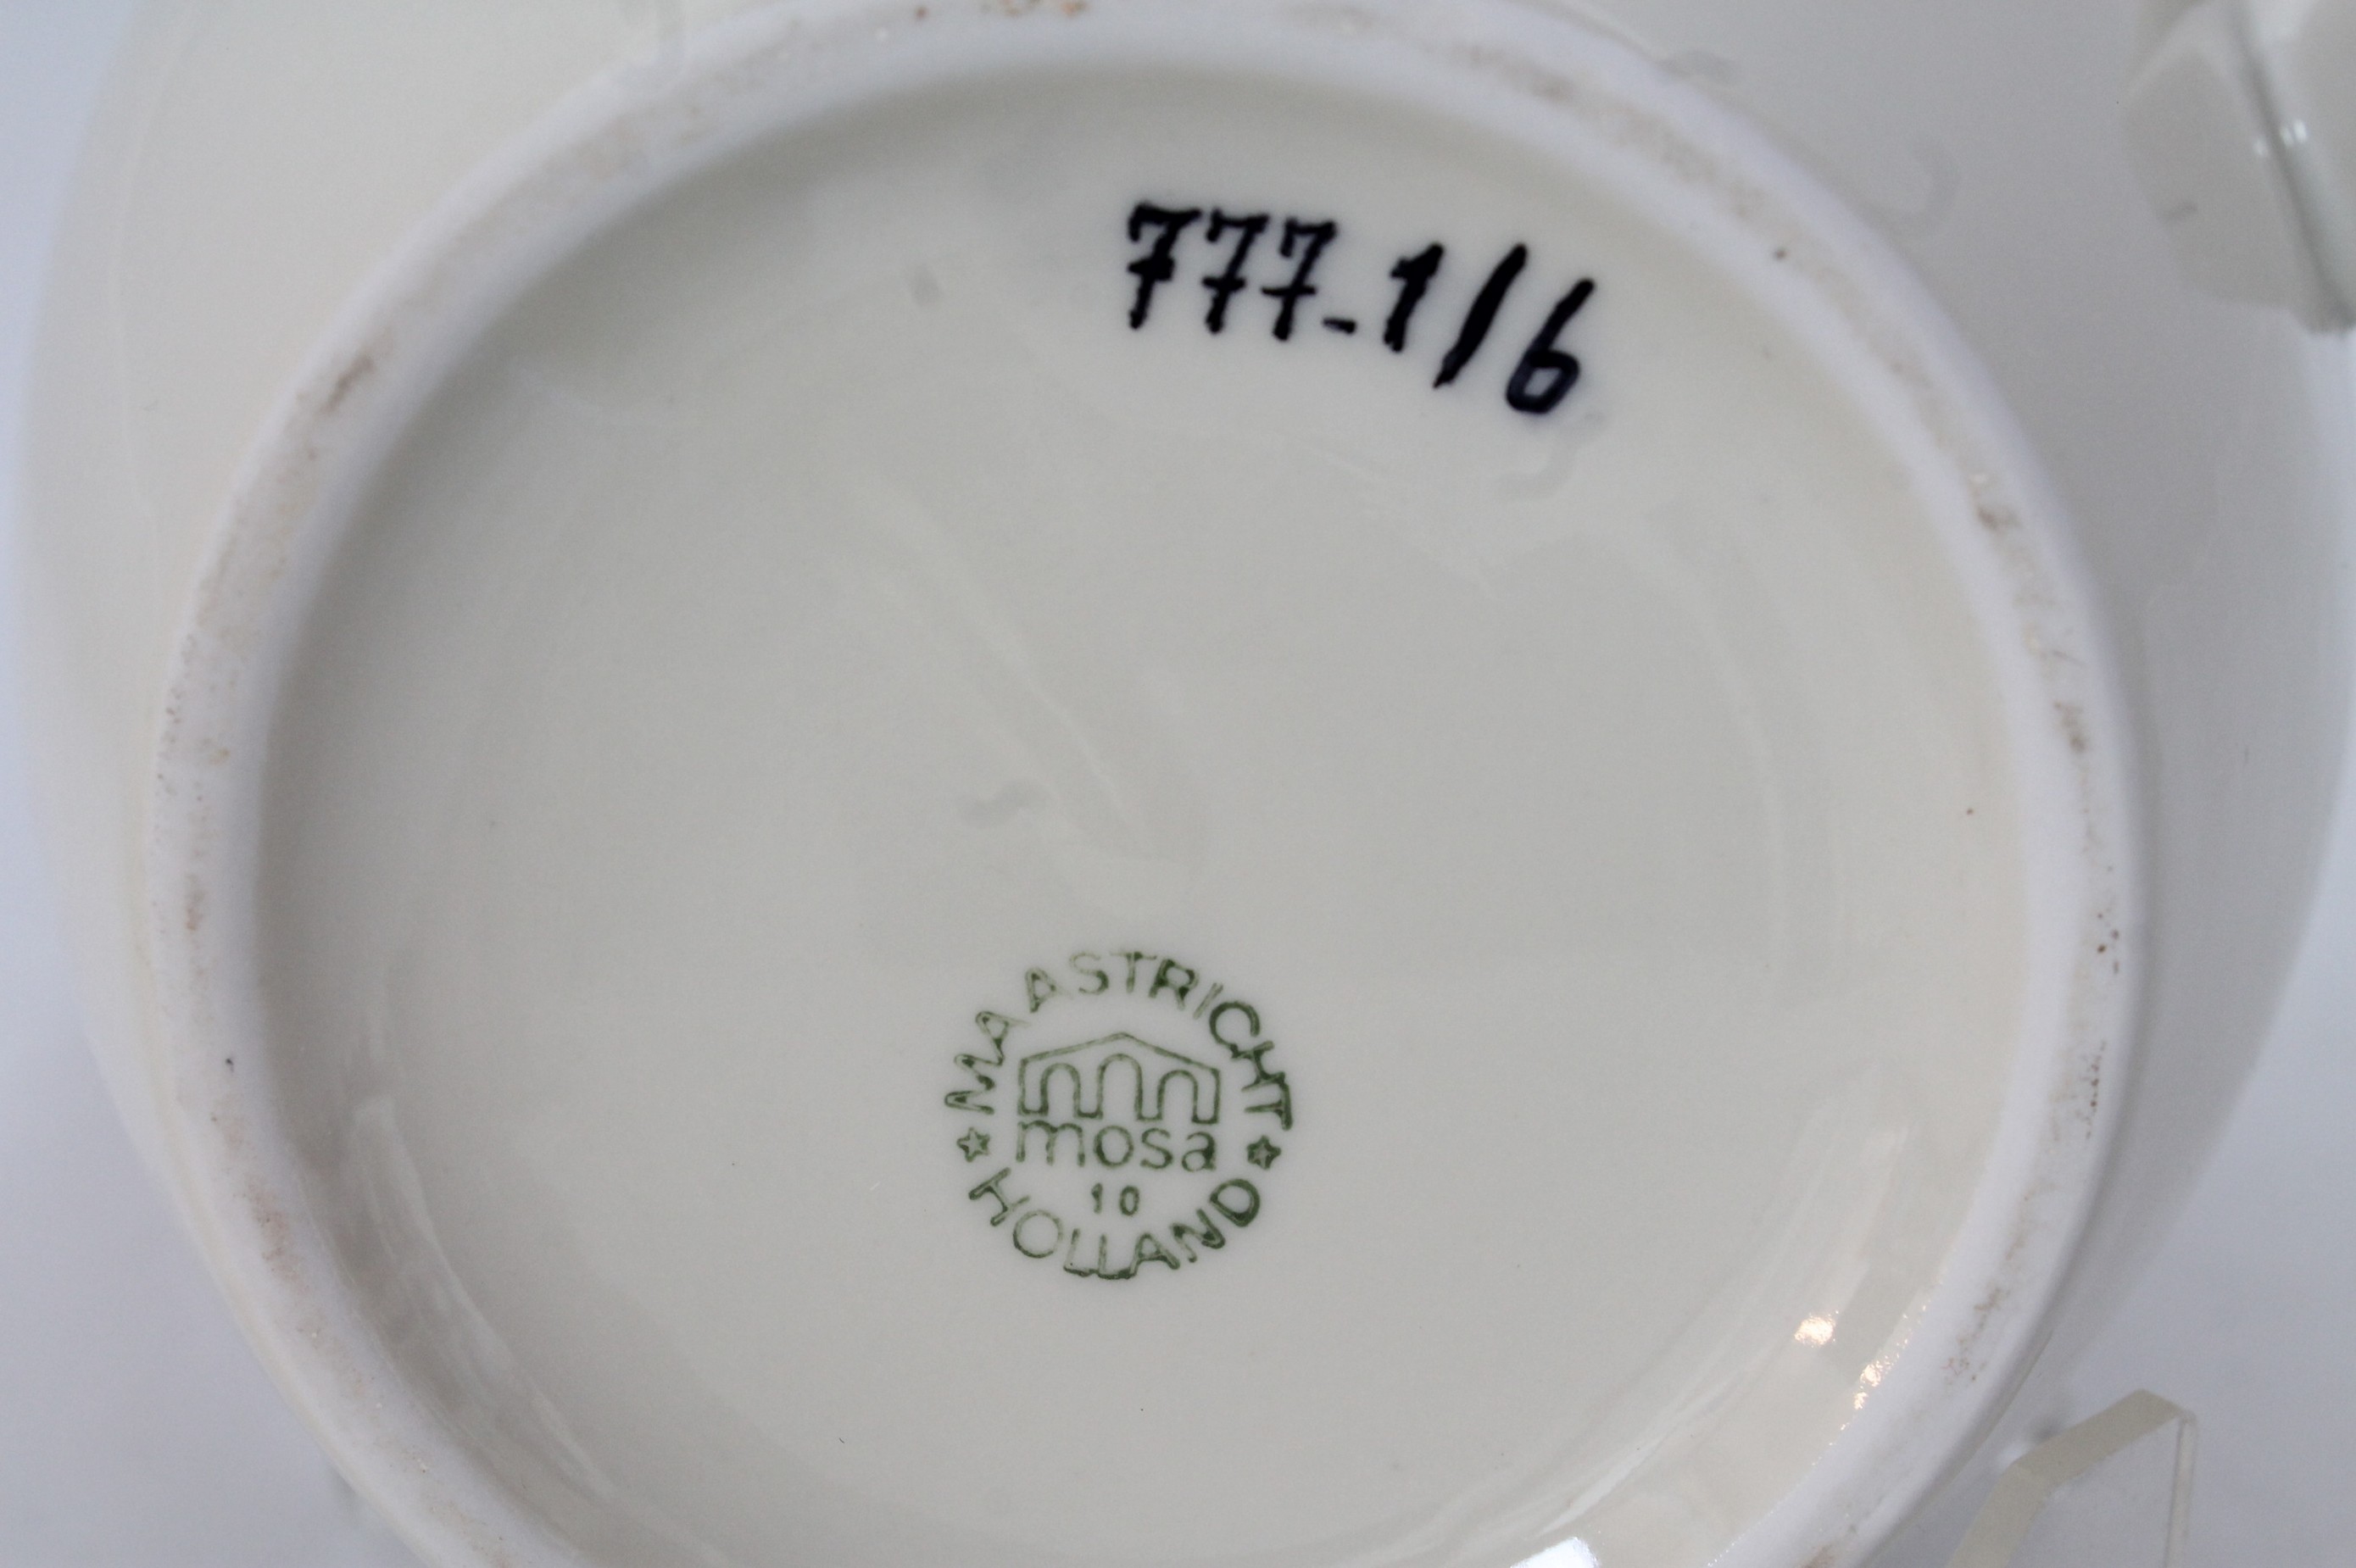 777-1/6
MAASTRICHT
mosa
10
HOLLAND